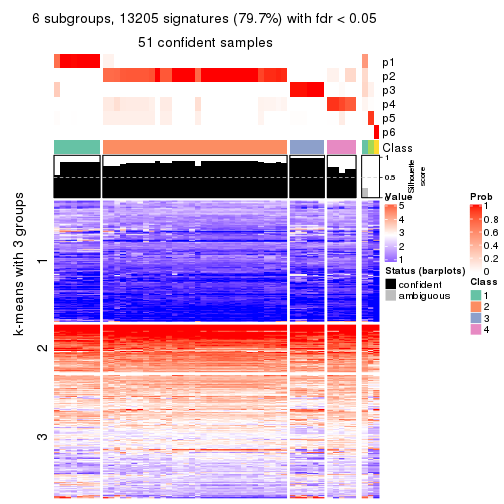 6 subgroups, 13205 signatures (79.7%) with fdr < 0.05
51 confident samples
p1
p2
p3
p4
p5
p6
Class
1
0.5
Silhouette
score
k-means with 3 groups
1
2
3
Value
5
4
3
2
1
Status (barplots)
confident
ambiguous
Prob
1
0.8
0.6
0.4
0.2
0
Class
1
2
3
4